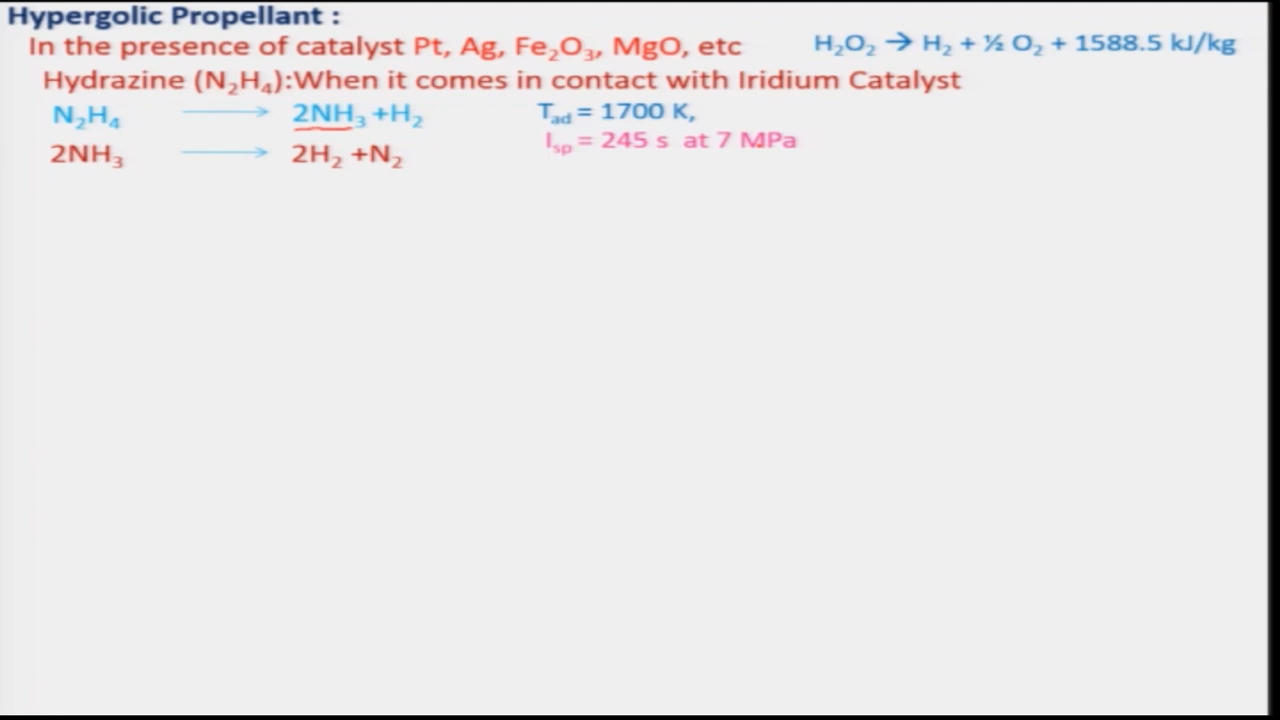 Hypergolic Propellant :
In the presence of catalyst Pt, Ag, Fe₂O₃, MgO, etc
H₂O₂ → H₂ + ½ O₂ + 1588.5 kJ/kg
Hydrazine (N₂H₄):When it comes in contact with Iridium Catalyst
N₂H₄ → 2NH₃ +H₂
T_ad = 1700 K,
I_sp = 245 s at 7 MPa
2NH₃ → 2H₂ +N₂